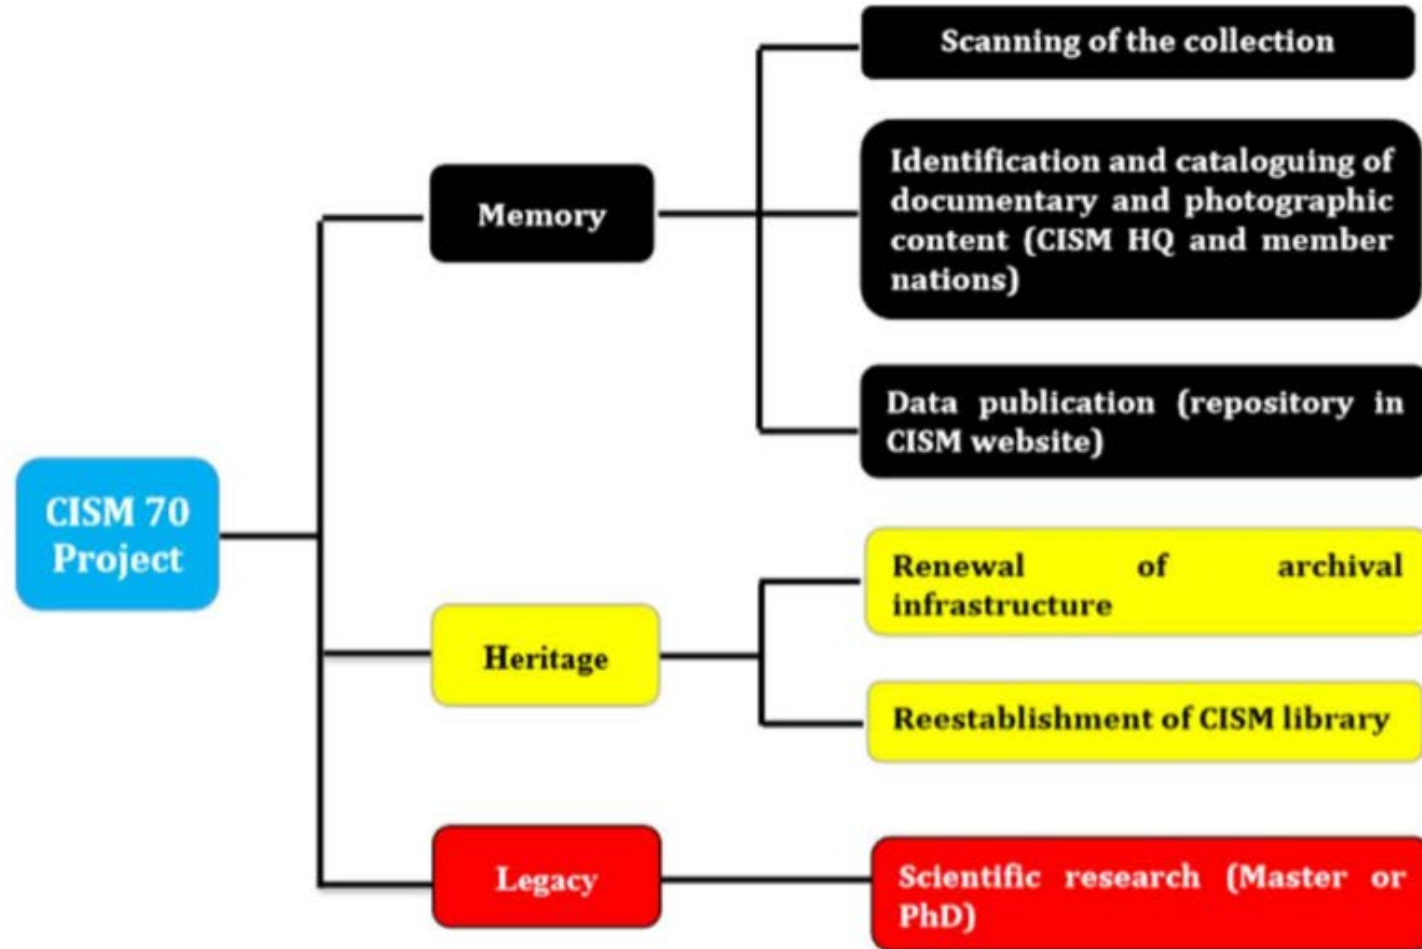 Scanning of the collection
Identification and cataloguing of
documentary and photographic
content (CISM HQ and member
nations)
Memory
Data publication (repository in
CISM website)
CISM 70
Project
Renewal of archival
infrastructure
Heritage
Reestablishment of CISM library
Legacy
Scientific research (Master or
PhD)